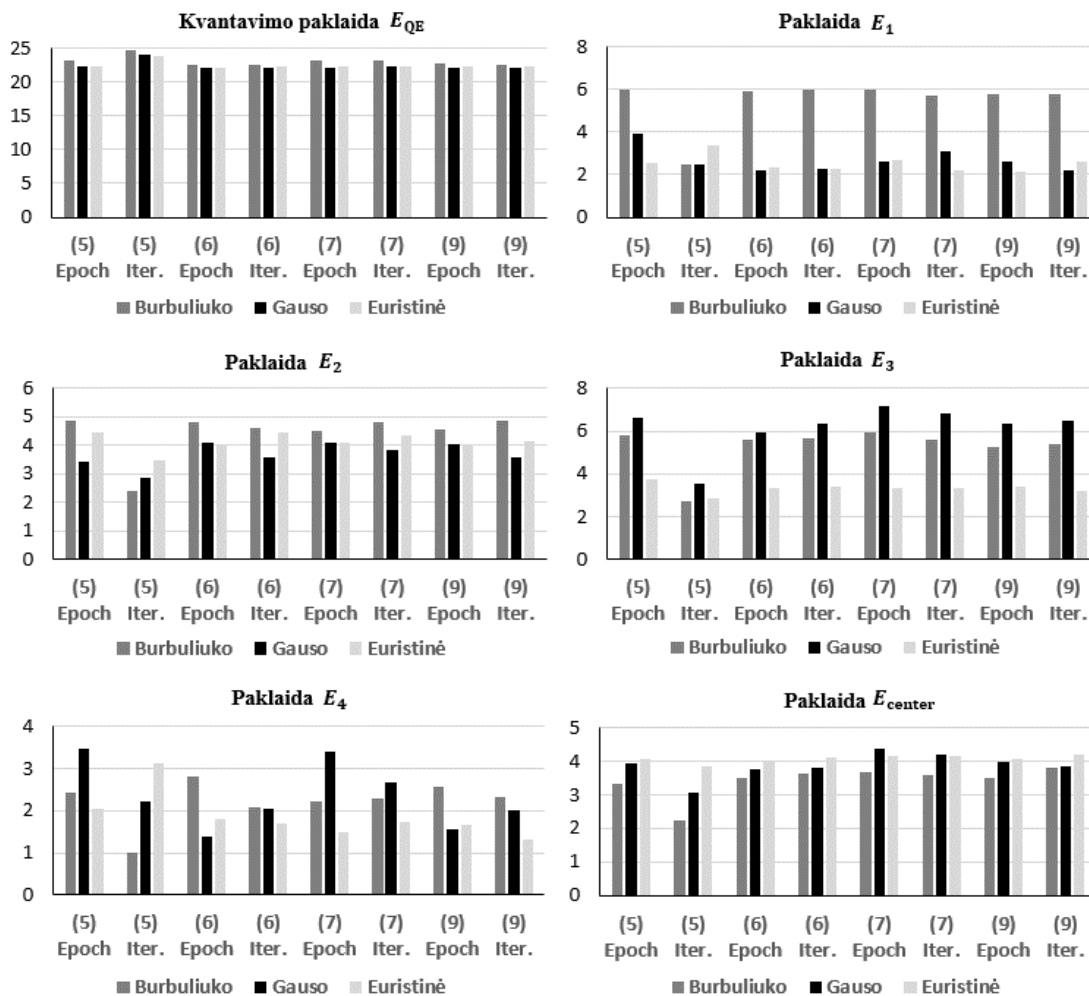 Kvantavimo paklaida E_QE
25
20
15
10
5
0
(5) (5) (6) (6) (7) (7) (9) (9)
Epoch Iter. Epoch Iter. Epoch Iter. Epoch Iter.
Burbuliuko Gauso Euristinė
Paklaida E_1
8
6
4
2
0
(5) (5) (6) (6) (7) (7) (9) (9)
Epoch Iter. Epoch Iter. Epoch Iter. Epoch Iter.
Burbuliuko Gauso Euristinė
Paklaida E_2
6
5
4
3
2
1
0
(5) (5) (6) (6) (7) (7) (9) (9)
Epoch Iter. Epoch Iter. Epoch Iter. Epoch Iter.
Burbuliuko Gauso Euristinė
Paklaida E_3
8
6
4
2
0
(5) (5) (6) (6) (7) (7) (9) (9)
Epoch Iter. Epoch Iter. Epoch Iter. Epoch Iter.
Burbuliuko Gauso Euristinė
Paklaida E_4
4
3
2
1
0
(5) (5) (6) (6) (7) (7) (9) (9)
Epoch Iter. Epoch Iter. Epoch Iter. Epoch Iter.
Burbuliuko Gauso Euristinė
Paklaida E_center
5
4
3
2
1
0
(5) (5) (6) (6) (7) (7) (9) (9)
Epoch Iter. Epoch Iter. Epoch Iter. Epoch Iter.
Burbuliuko Gauso Euristinė